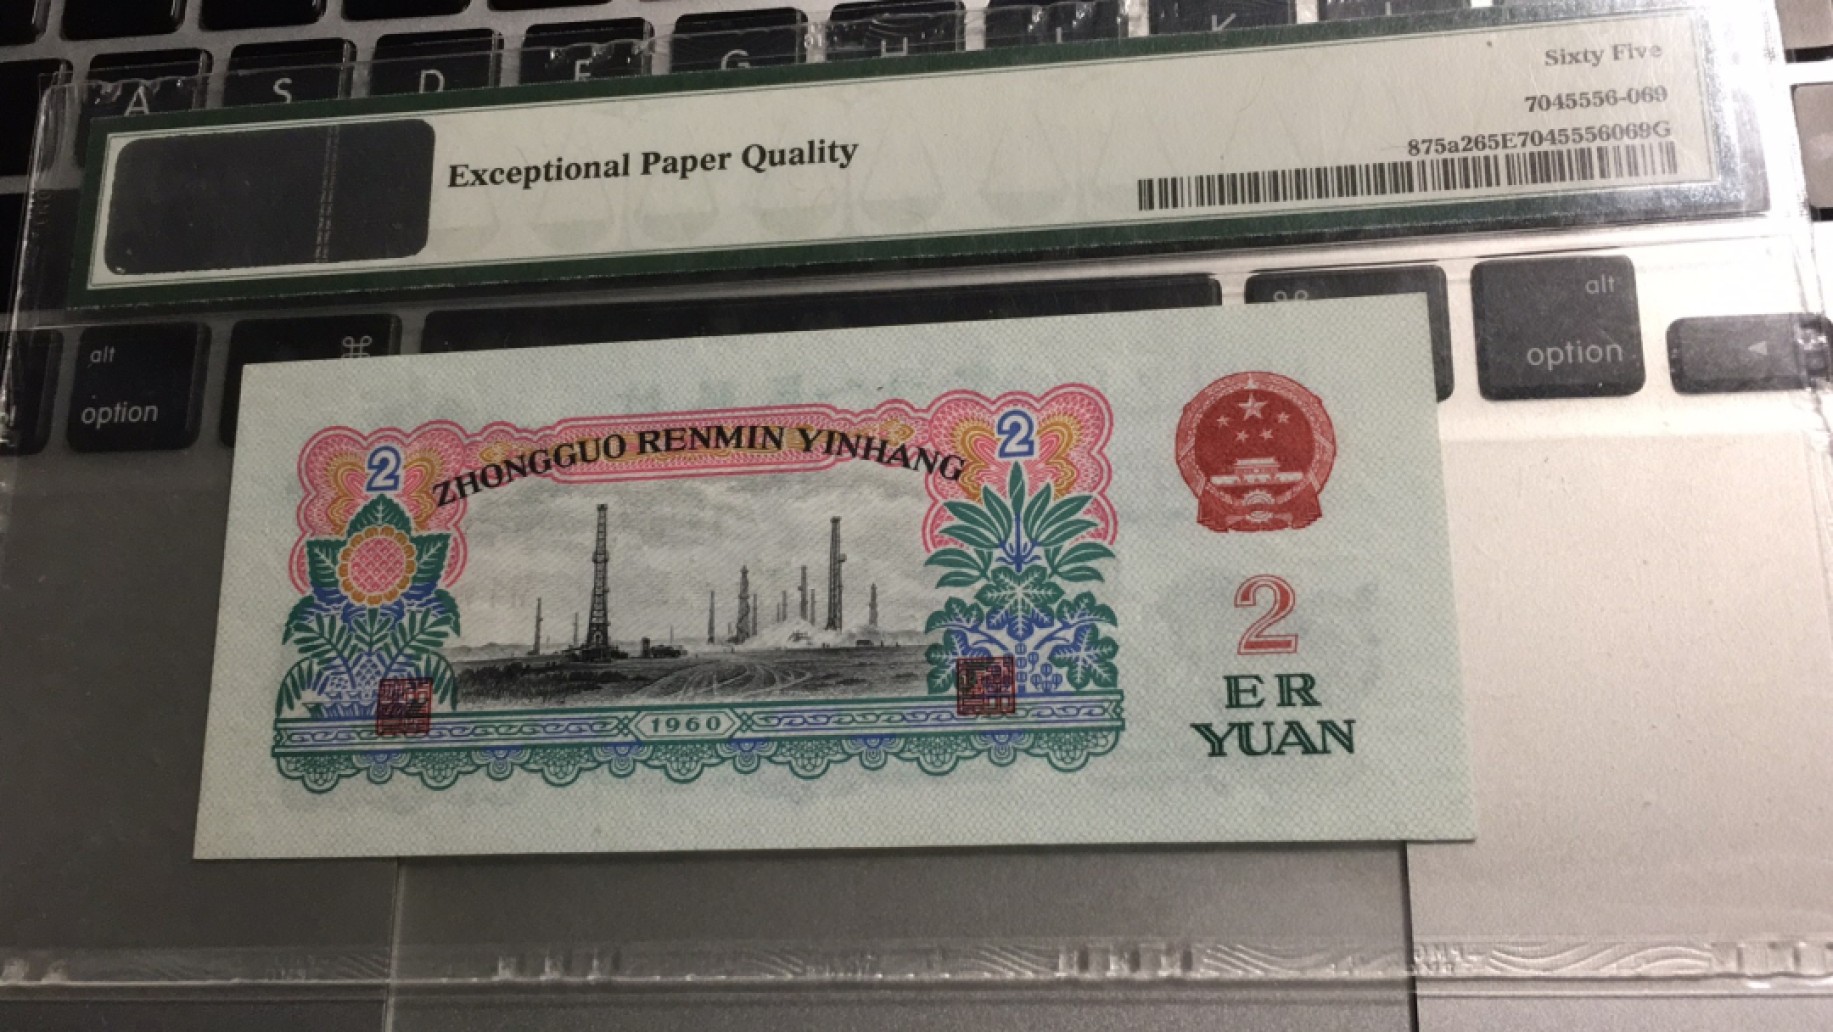 K
H
G
F
D
S
A
Sixty Five
7045556-069
875a265E7045556069G
Exceptional Paper Quality
alt
option
⌘
⌘
alt
option
2
ZHONGGUO RENMIN YINHANG
2
1960
2
ER
YUAN